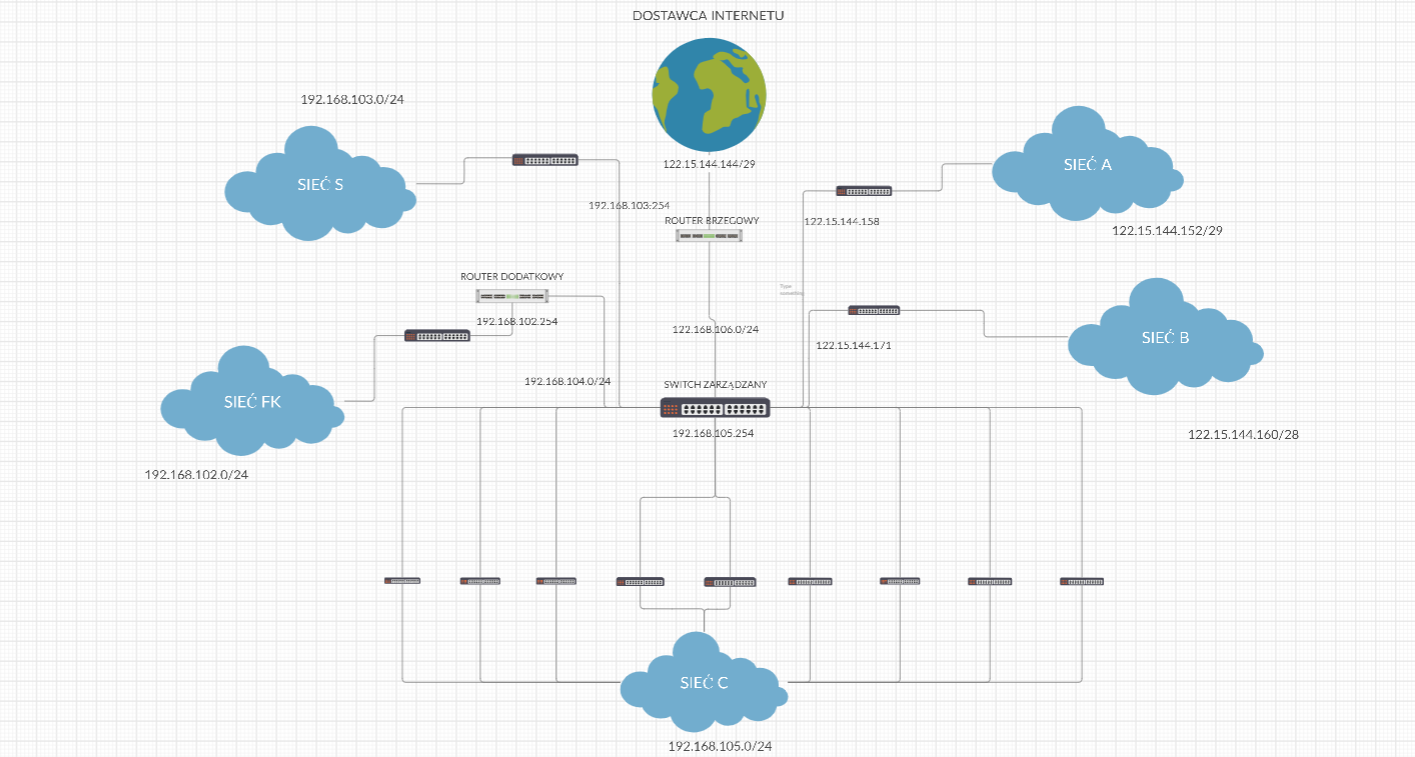 DOSTAWCA INTERNETU
192.168.103.0/24
122.15.144.144/29
SIEĆ S
SIEĆ A
192.168.103:254
ROUTER BRZEGOWY
122.15.144.158
122.15.144.152/29
ROUTER DODATKOWY
Type
something
192.168.102.254
122.168.106.0/24
122.15.144.171
SIEĆ B
192.168.104.0/24
SWITCH ZARZĄDZANY
SIEĆ FK
192.168.105.254
122.15.144.160/28
192.168.102.0/24
SIEĆ C
192.168.105.0/24